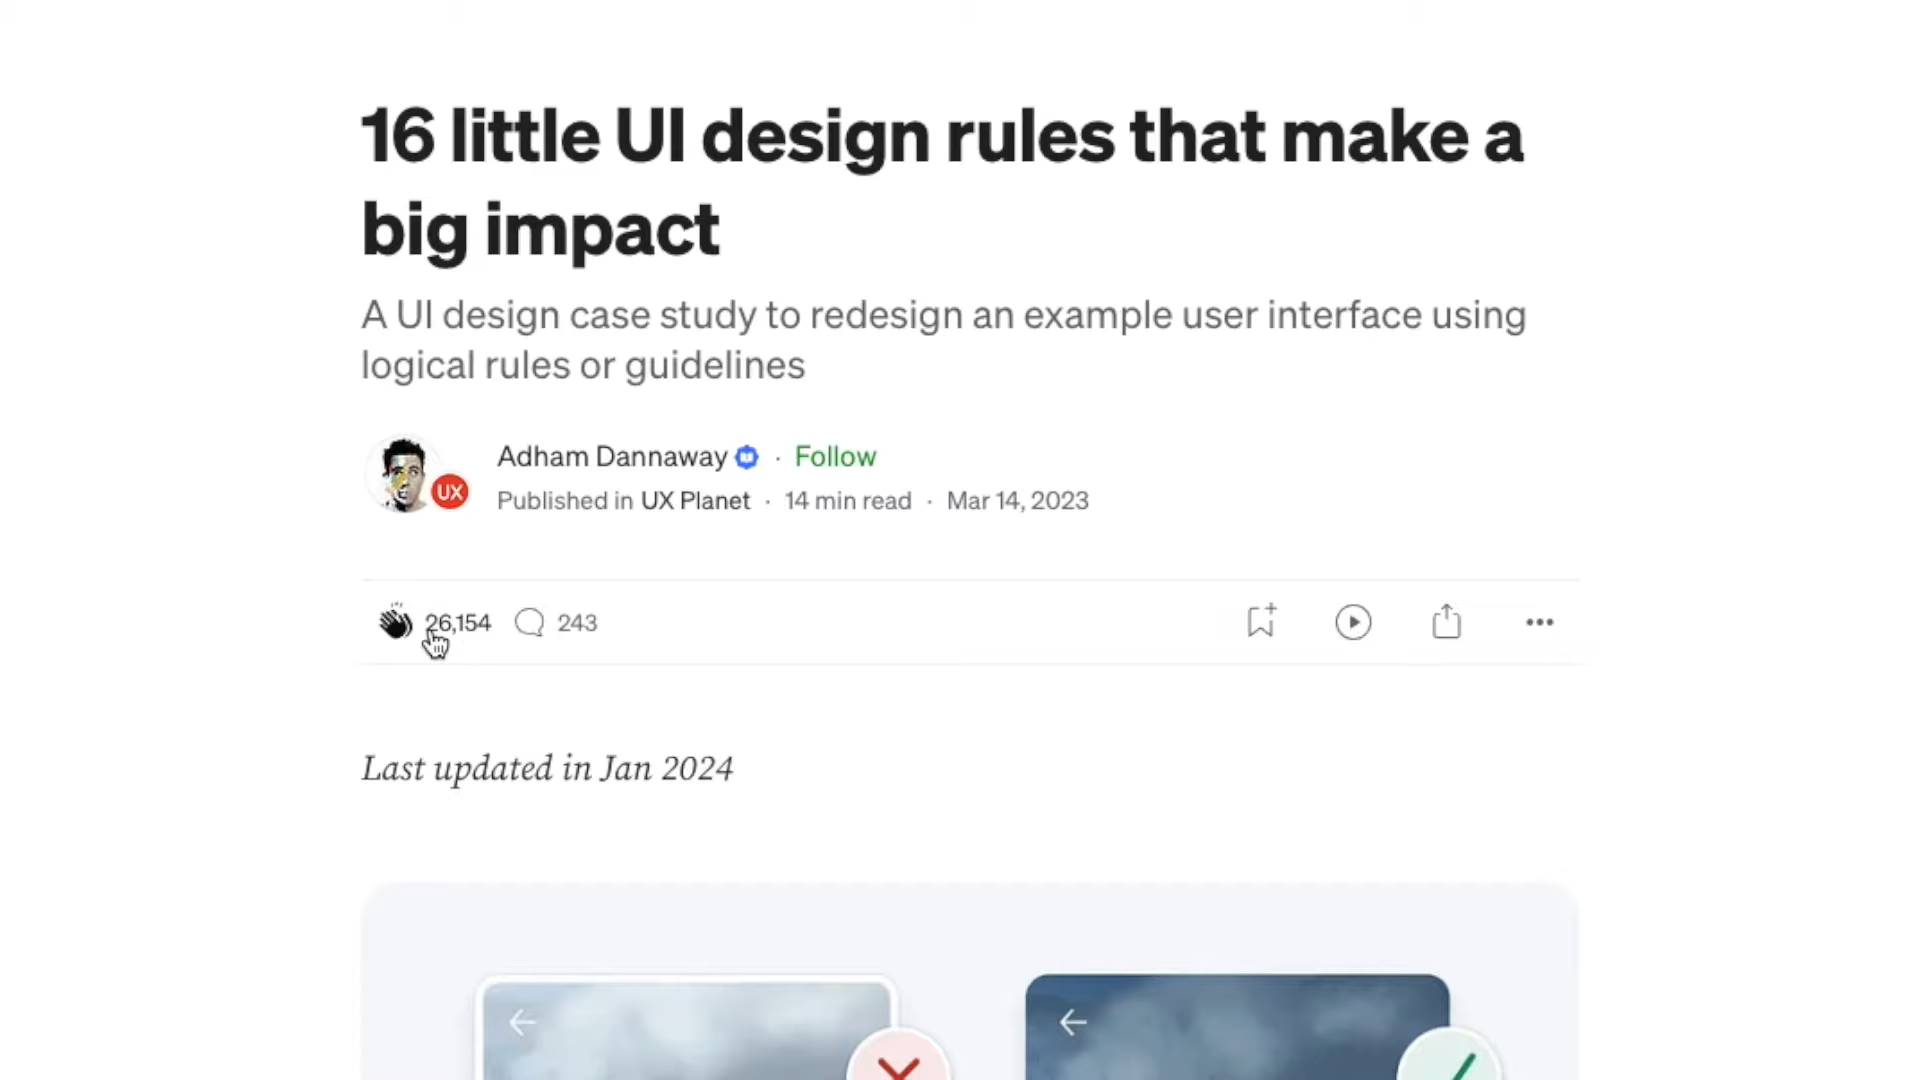 16 little UI design rules that make a
big impact
A UI design case study to redesign an example user interface using
logical rules or guidelines
Adham Dannaway · Follow
UX
Published in UX Planet · 14 min read · Mar 14, 2023
26,154 243
Last updated in Jan 2024